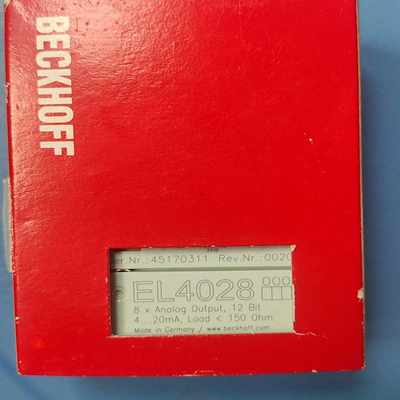 BECKHOFF
er.Nr.:45170311 Rev.Nr.:0020
EL4028
8 x Analog Output, 12 Bit
4...20mA, Load < 150 Ohm
Made in Germany / www.beckhoff.com